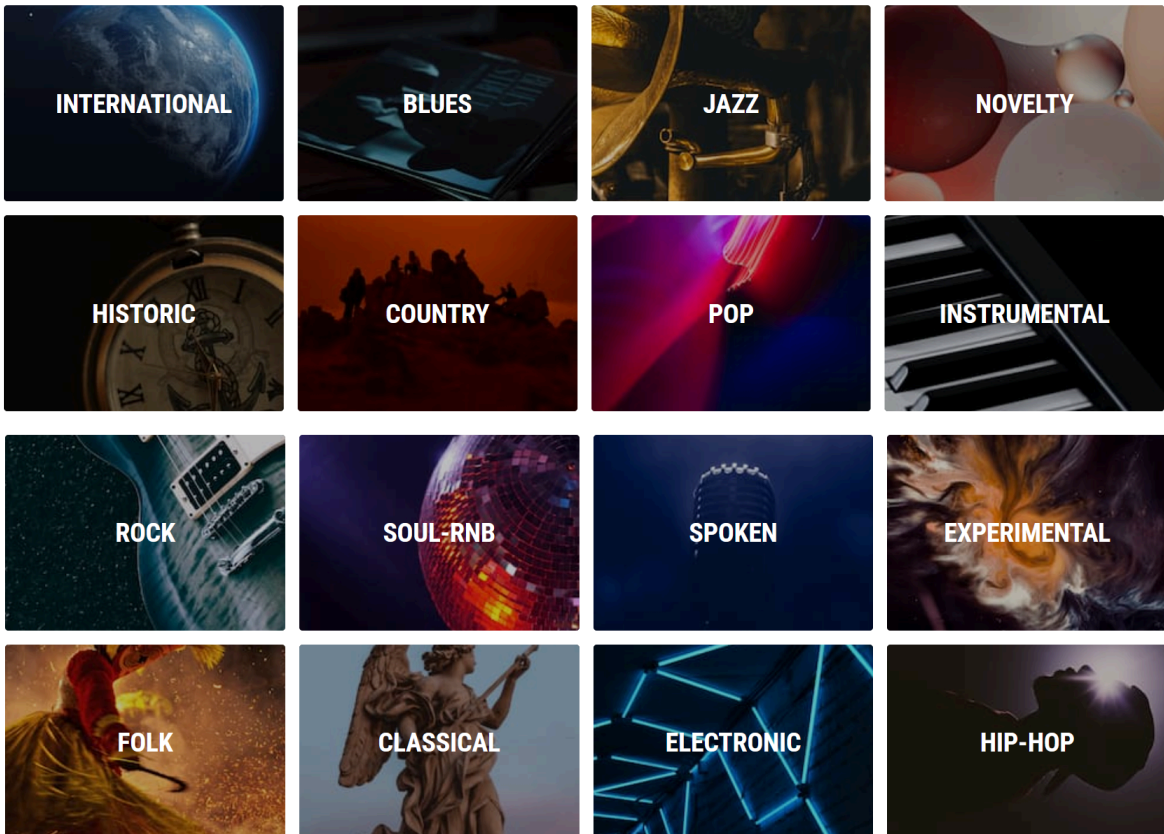 INTERNATIONAL
BLUES
JAZZ
NOVELTY
HISTORIC
COUNTRY
POP
INSTRUMENTAL
ROCK
SOUL-RNB
SPOKEN
EXPERIMENTAL
FOLK
CLASSICAL
ELECTRONIC
HIP-HOP